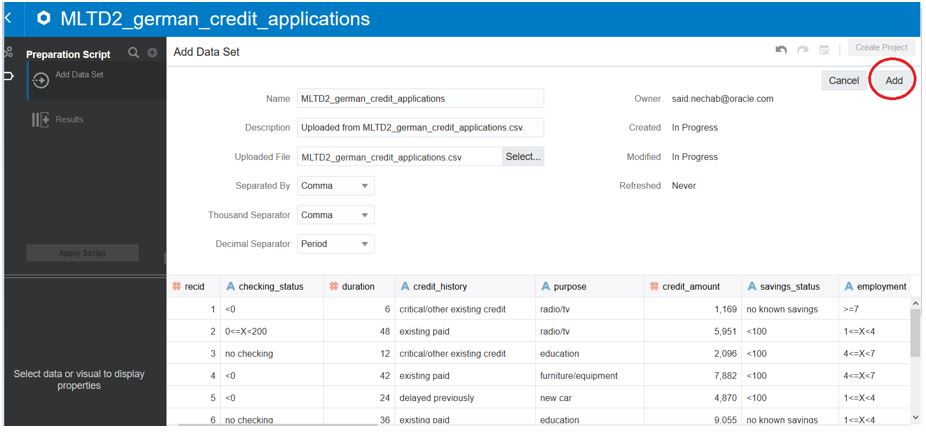 MLTD2_german_credit_applications
Preparation Script
Add Data Set
Create Project
Add Data Set
Cancel Add
Results
Name MLTD2_german_credit_applications Owner said.nechab@oracle.com
Description Uploaded from MLTD2_german_credit_applications.csv. Created In Progress
Uploaded File MLTD2_german_credit_applications.csv Select... Modified In Progress
Separated By Comma Refreshed Never
Thousand Separator Comma
Decimal Separator Period
Apply Script
Select data or visual to display
properties
# recid A checking_status # duration A credit_history A purpose # credit_amount A savings_status A employment
1 <0 6 critical/other existing credit radio/tv 1,169 no known savings >=7
2 0<=X<200 48 existing paid radio/tv 5,951 <100 1<=X<4
3 no checking 12 critical/other existing credit education 2,096 <100 4<=X<7
4 <0 42 existing paid furniture/equipment 7,882 <100 4<=X<7
5 <0 24 delayed previously new car 4,870 <100 1<=X<4
6 no checking 36 existing paid education 9,055 no known savings 1<=X<4